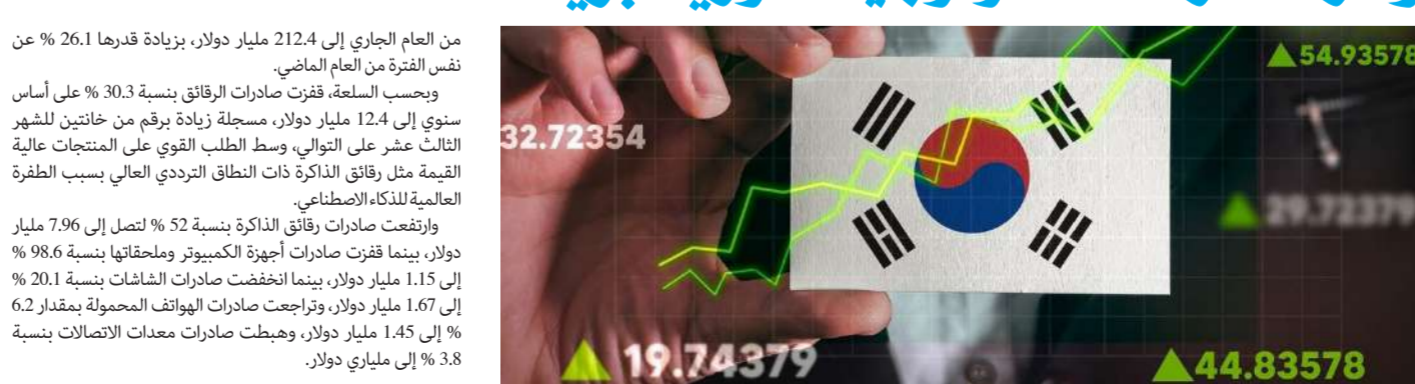 من العام الجاري إلى 212.4 مليار دولار، بزيادة قدرها 26.1 % عن
نفس الفترة من العام الماضي.
وبحسب السلعة، قفزت صادرات الرقائق بنسبة 30.3 % على أساس
سنوي إلى 12.4 مليار دولار، مسجلة زيادة برقم من خانتين للشهر
الثالث عشر على التوالي، وسط الطلب القوي على المنتجات عالية
القيمة مثل رقائق الذاكرة ذات النطاق الترددي العالي بسبب الطفرة
العالمية للذكاء الاصطناعي.
وارتفعت صادرات رقائق الذاكرة بنسبة 52 % لتصل إلى 7.96 مليار
دولار، بينما قفزت صادرات أجهزة الكمبيوتر وملحقاتها بنسبة 98.6 %
إلى 1.15 مليار دولار، بينما انخفضت صادرات الشاشات بنسبة 20.1 %
إلى 1.67 مليار دولار، وتراجعت صادرات الهواتف المحمولة بمقدار 6.2
% إلى 1.45 مليار دولار، وهبطت صادرات معدات الاتصالات بنسبة
3.8 % إلى ملياري دولار.
▲54.93578
32.72354
▲29.72379
▲19.74379
▲44.83578